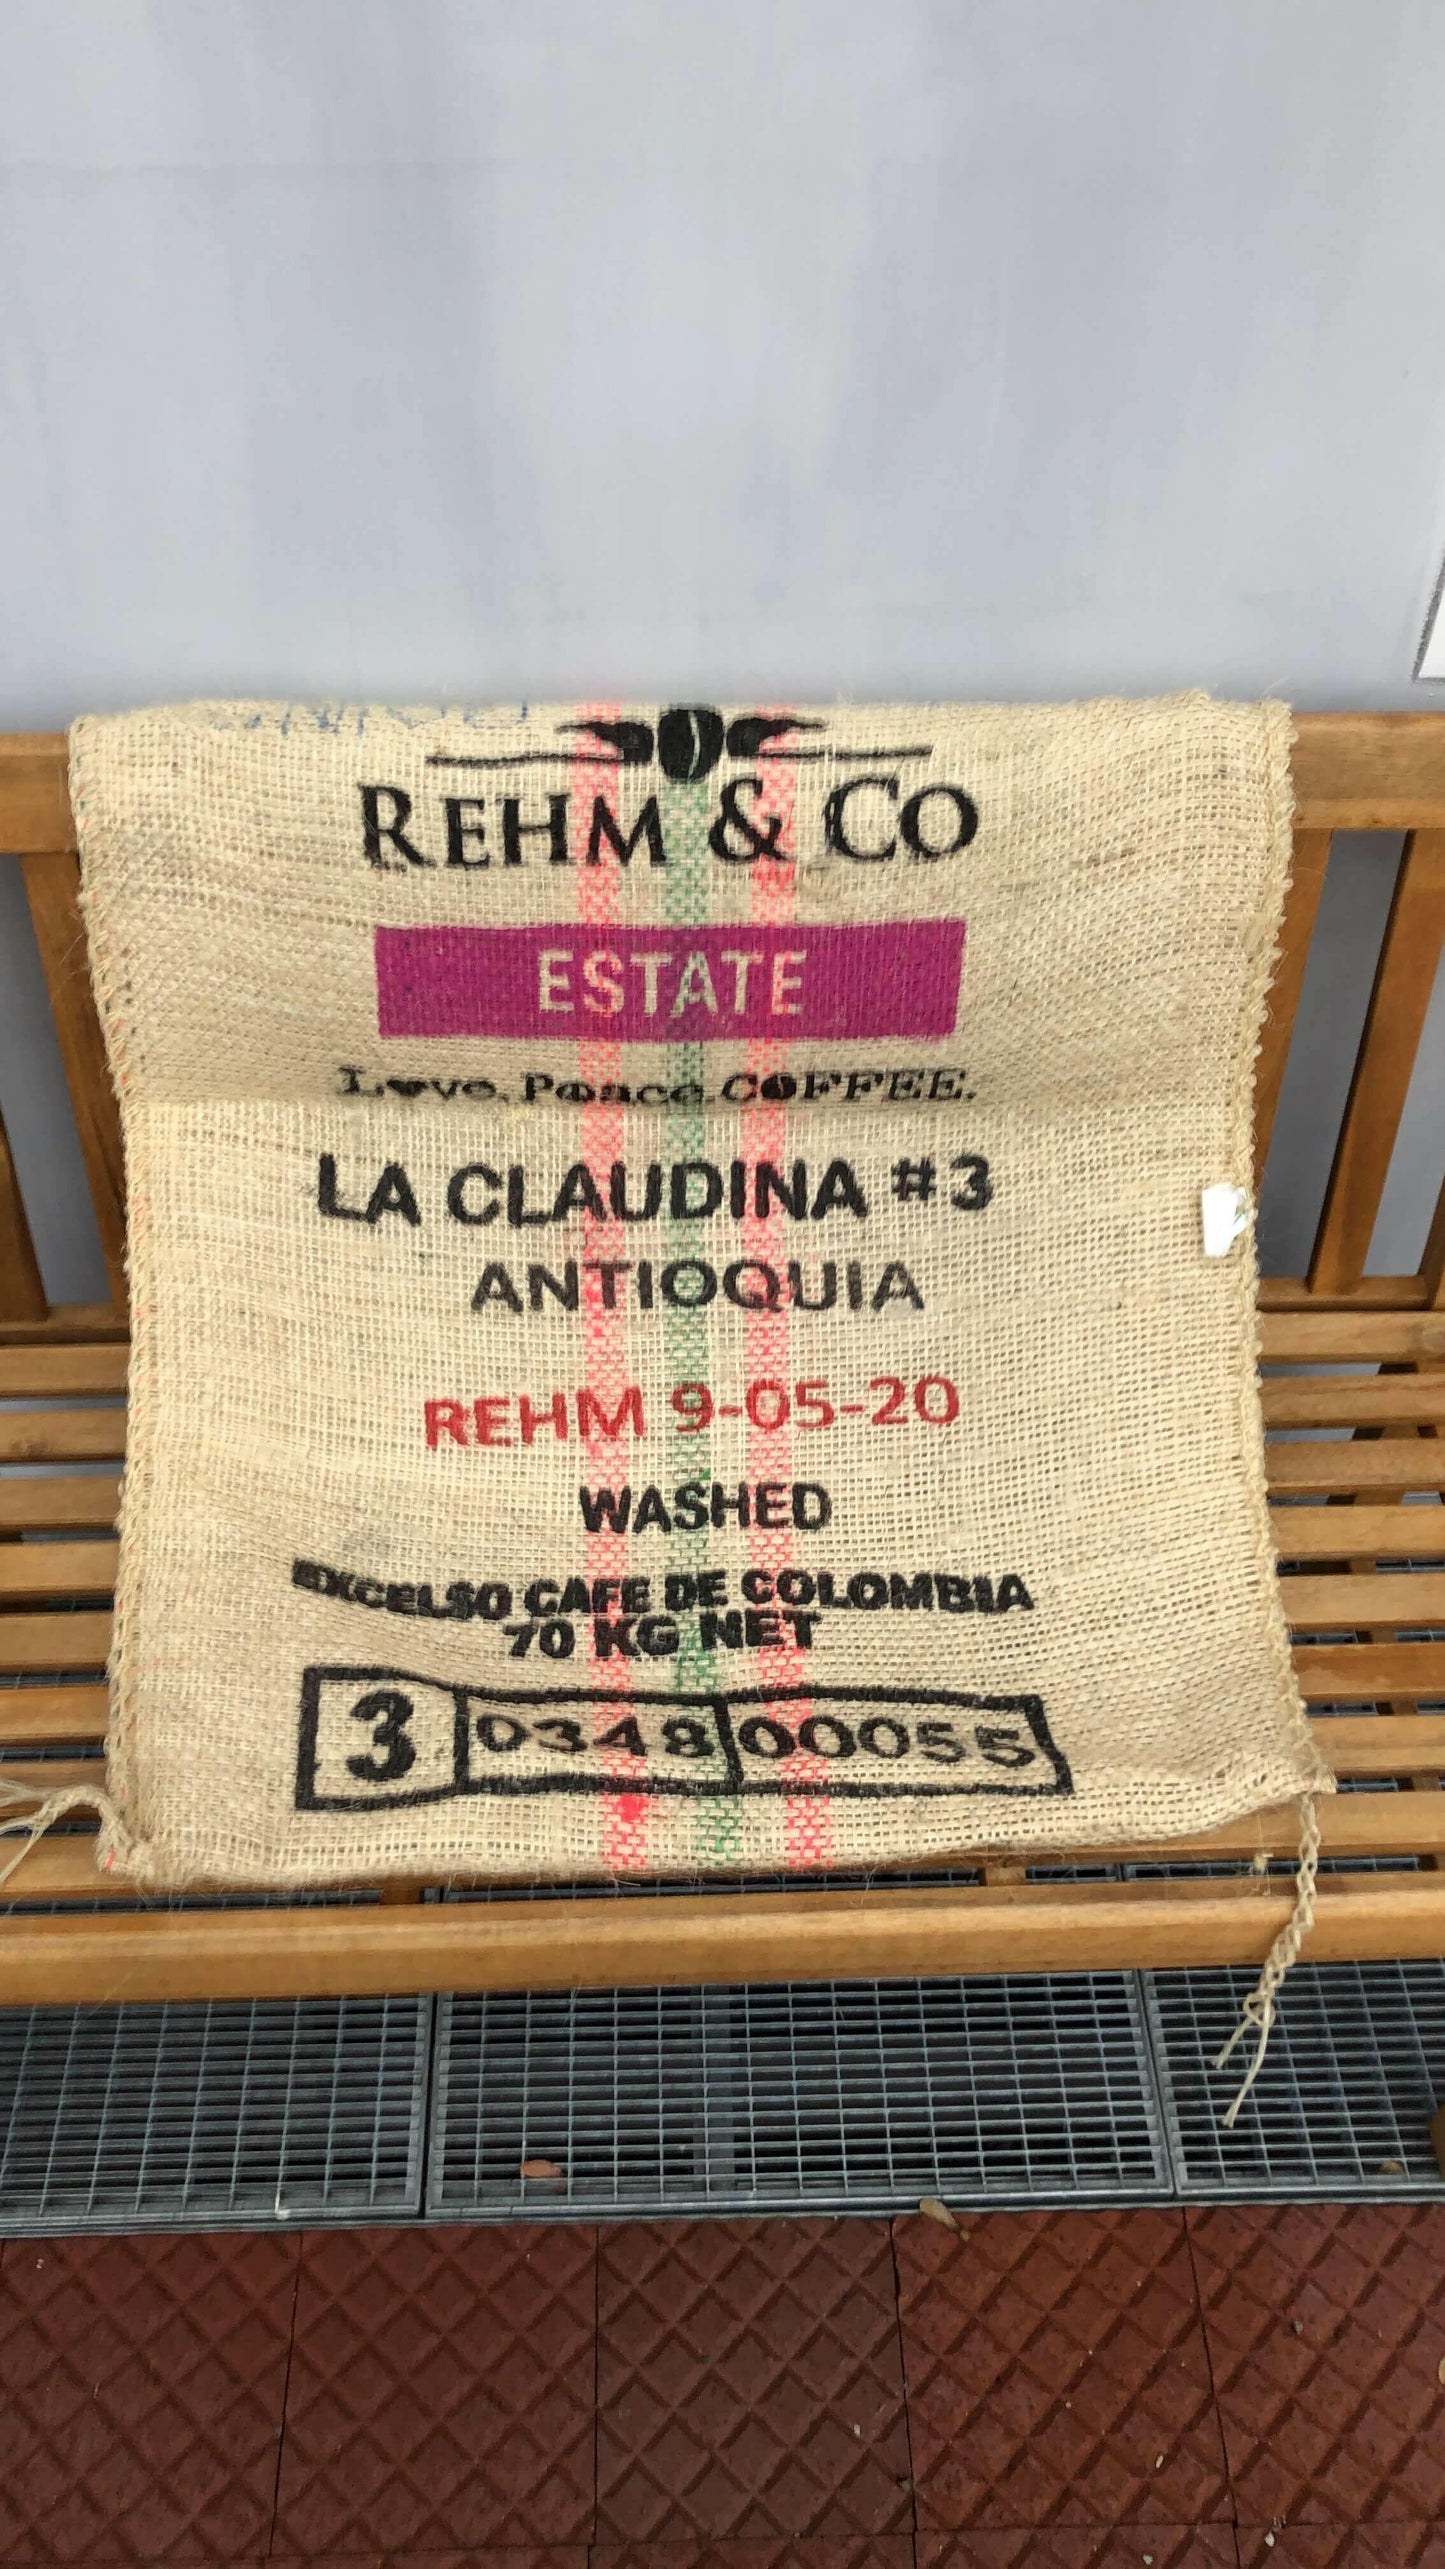 REHM & CO
ESTATE
Love. Peace. COFFEE.
LA CLAUDINA #3
ANTIOQUIA
REHM 9-05-20
WASHED
EXCELSO CAFE DE COLOMBIA
70 KG NET
3 0348 00055